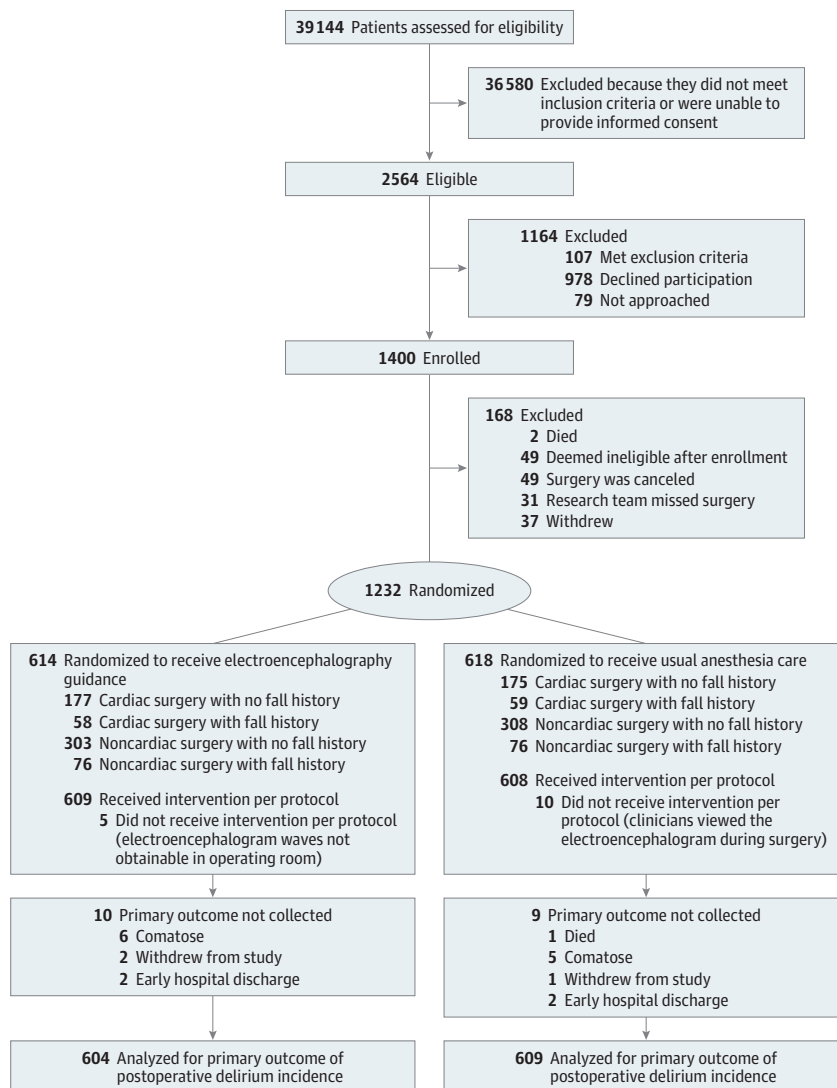 39144 Patients assessed for eligibility
36580 Excluded because they did not meet
inclusion criteria or were unable to
provide informed consent
2564 Eligible
1164 Excluded
107 Met exclusion criteria
978 Declined participation
79 Not approached
1400 Enrolled
168 Excluded
2 Died
49 Deemed ineligible after enrollment
49 Surgery was canceled
31 Research team missed surgery
37 Withdrew
1232 Randomized
614 Randomized to receive electroencephalography
guidance
177 Cardiac surgery with no fall history
58 Cardiac surgery with fall history
303 Noncardiac surgery with no fall history
76 Noncardiac surgery with fall history
609 Received intervention per protocol
5 Did not receive intervention per protocol
(electroencephalogram waves not
obtainable in operating room)
618 Randomized to receive usual anesthesia care
175 Cardiac surgery with no fall history
59 Cardiac surgery with fall history
308 Noncardiac surgery with no fall history
76 Noncardiac surgery with fall history
608 Received intervention per protocol
10 Did not receive intervention per
protocol (clinicians viewed the
electroencephalogram during surgery)
10 Primary outcome not collected
6 Comatose
2 Withdrew from study
2 Early hospital discharge
9 Primary outcome not collected
1 Died
5 Comatose
1 Withdrew from study
2 Early hospital discharge
604 Analyzed for primary outcome of
postoperative delirium incidence
609 Analyzed for primary outcome of
postoperative delirium incidence